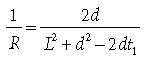 1/R = 2d/(L² + d² − 2dt₁)